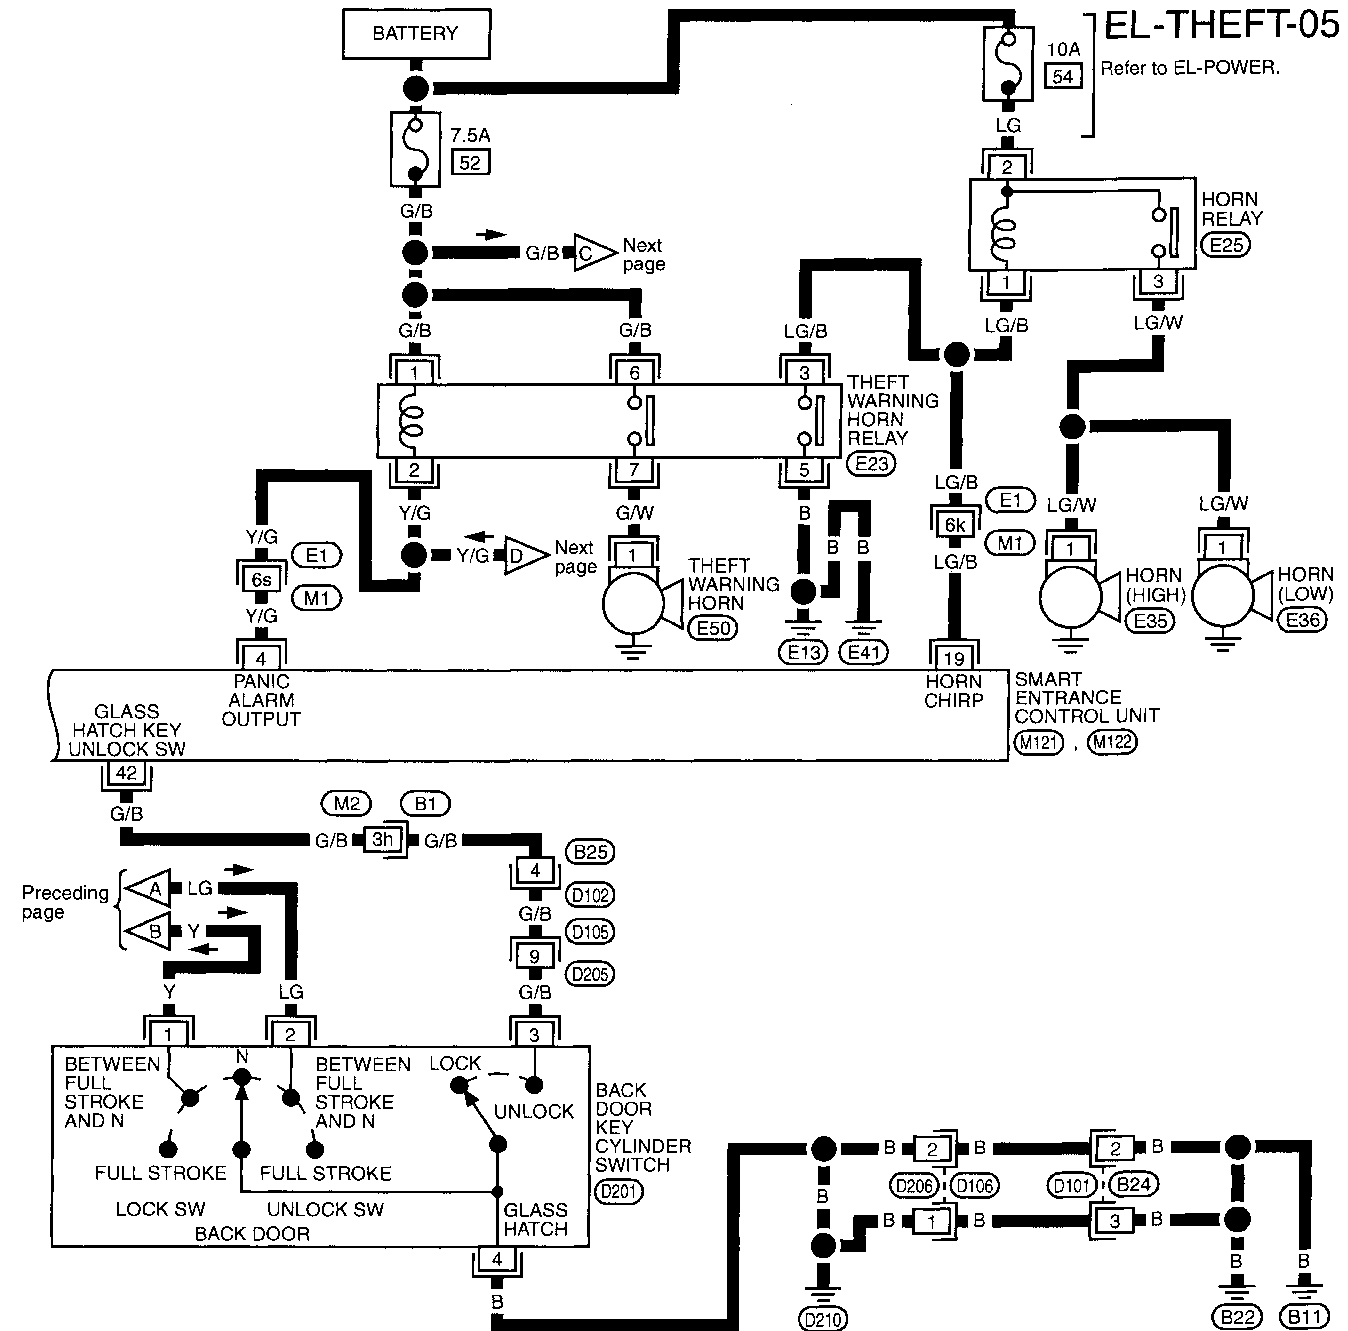 EL-THEFT-05
BATTERY
10A
54
Refer to EL-POWER.
7.5A
52
LG
2
G/B
HORN
RELAY
E25
G/B
C
Next
page
1
3
G/B
G/B
LG/B
LG/B
LG/W
1
6
3
THEFT
WARNING
HORN
RELAY
E23
2
7
5
Y/G
G/W
B
LG/B
E1
6k
M1
LG/B
LG/W
LG/W
Y/G
E1
6s
M1
Y/G
Y/G
D
Next
page
1
THEFT
WARNING
HORN
E50
B
B
E13
E41
1
HORN
(HIGH)
E35
1
HORN
(LOW)
E36
4
19
PANIC
ALARM
OUTPUT
HORN
CHIRP
SMART
ENTRANCE
CONTROL UNIT
M121 , M122
GLASS
HATCH KEY
UNLOCK SW
42
G/B
M2
B1
G/B
3h
G/B
4
B25
D102
G/B
D105
9
D205
G/B
Preceding
page
A
LG
B
Y
Y
LG
1
2
3
BETWEEN
FULL
STROKE
AND N
N
BETWEEN
FULL
STROKE
AND N
LOCK
UNLOCK
FULL STROKE
FULL STROKE
LOCK SW
UNLOCK SW
BACK DOOR
GLASS
HATCH
BACK
DOOR
KEY
CYLINDER
SWITCH
D201
4
B
B
2
B
B
2
B
B
D206
D106
D101
B24
B
1
B
3
B
B
B
D210
B22
B11